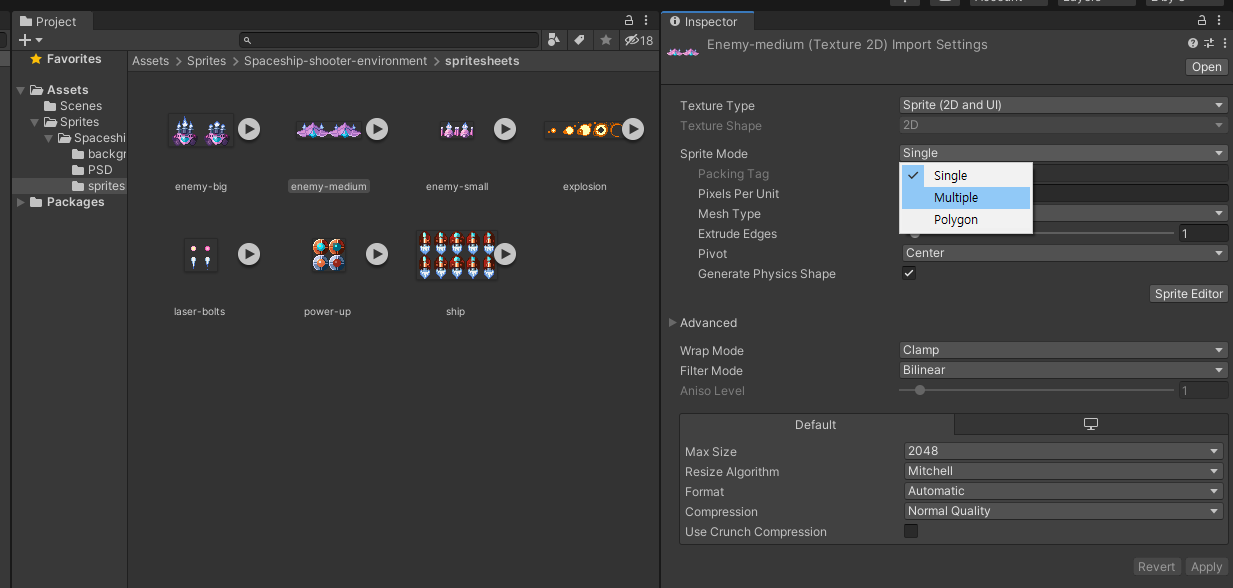 Project
18
Favorites
Assets
Scenes
Sprites
Spaceshi
backgr
PSD
sprites
Packages
Assets > Sprites > Spaceship-shooter-environment > spritesheets
enemy-big
enemy-medium
enemy-small
explosion
laser-bolts
power-up
ship
Inspector
Enemy-medium (Texture 2D) Import Settings
Open
Texture Type
Sprite (2D and UI)
Texture Shape
2D
Sprite Mode
Single
Single
Multiple
Polygon
Packing Tag
Pixels Per Unit
Mesh Type
Extrude Edges
1
Pivot
Center
Generate Physics Shape
Sprite Editor
Advanced
Wrap Mode
Clamp
Filter Mode
Bilinear
Aniso Level
1
Default
Max Size
2048
Resize Algorithm
Mitchell
Format
Automatic
Compression
Normal Quality
Use Crunch Compression
Revert
Apply